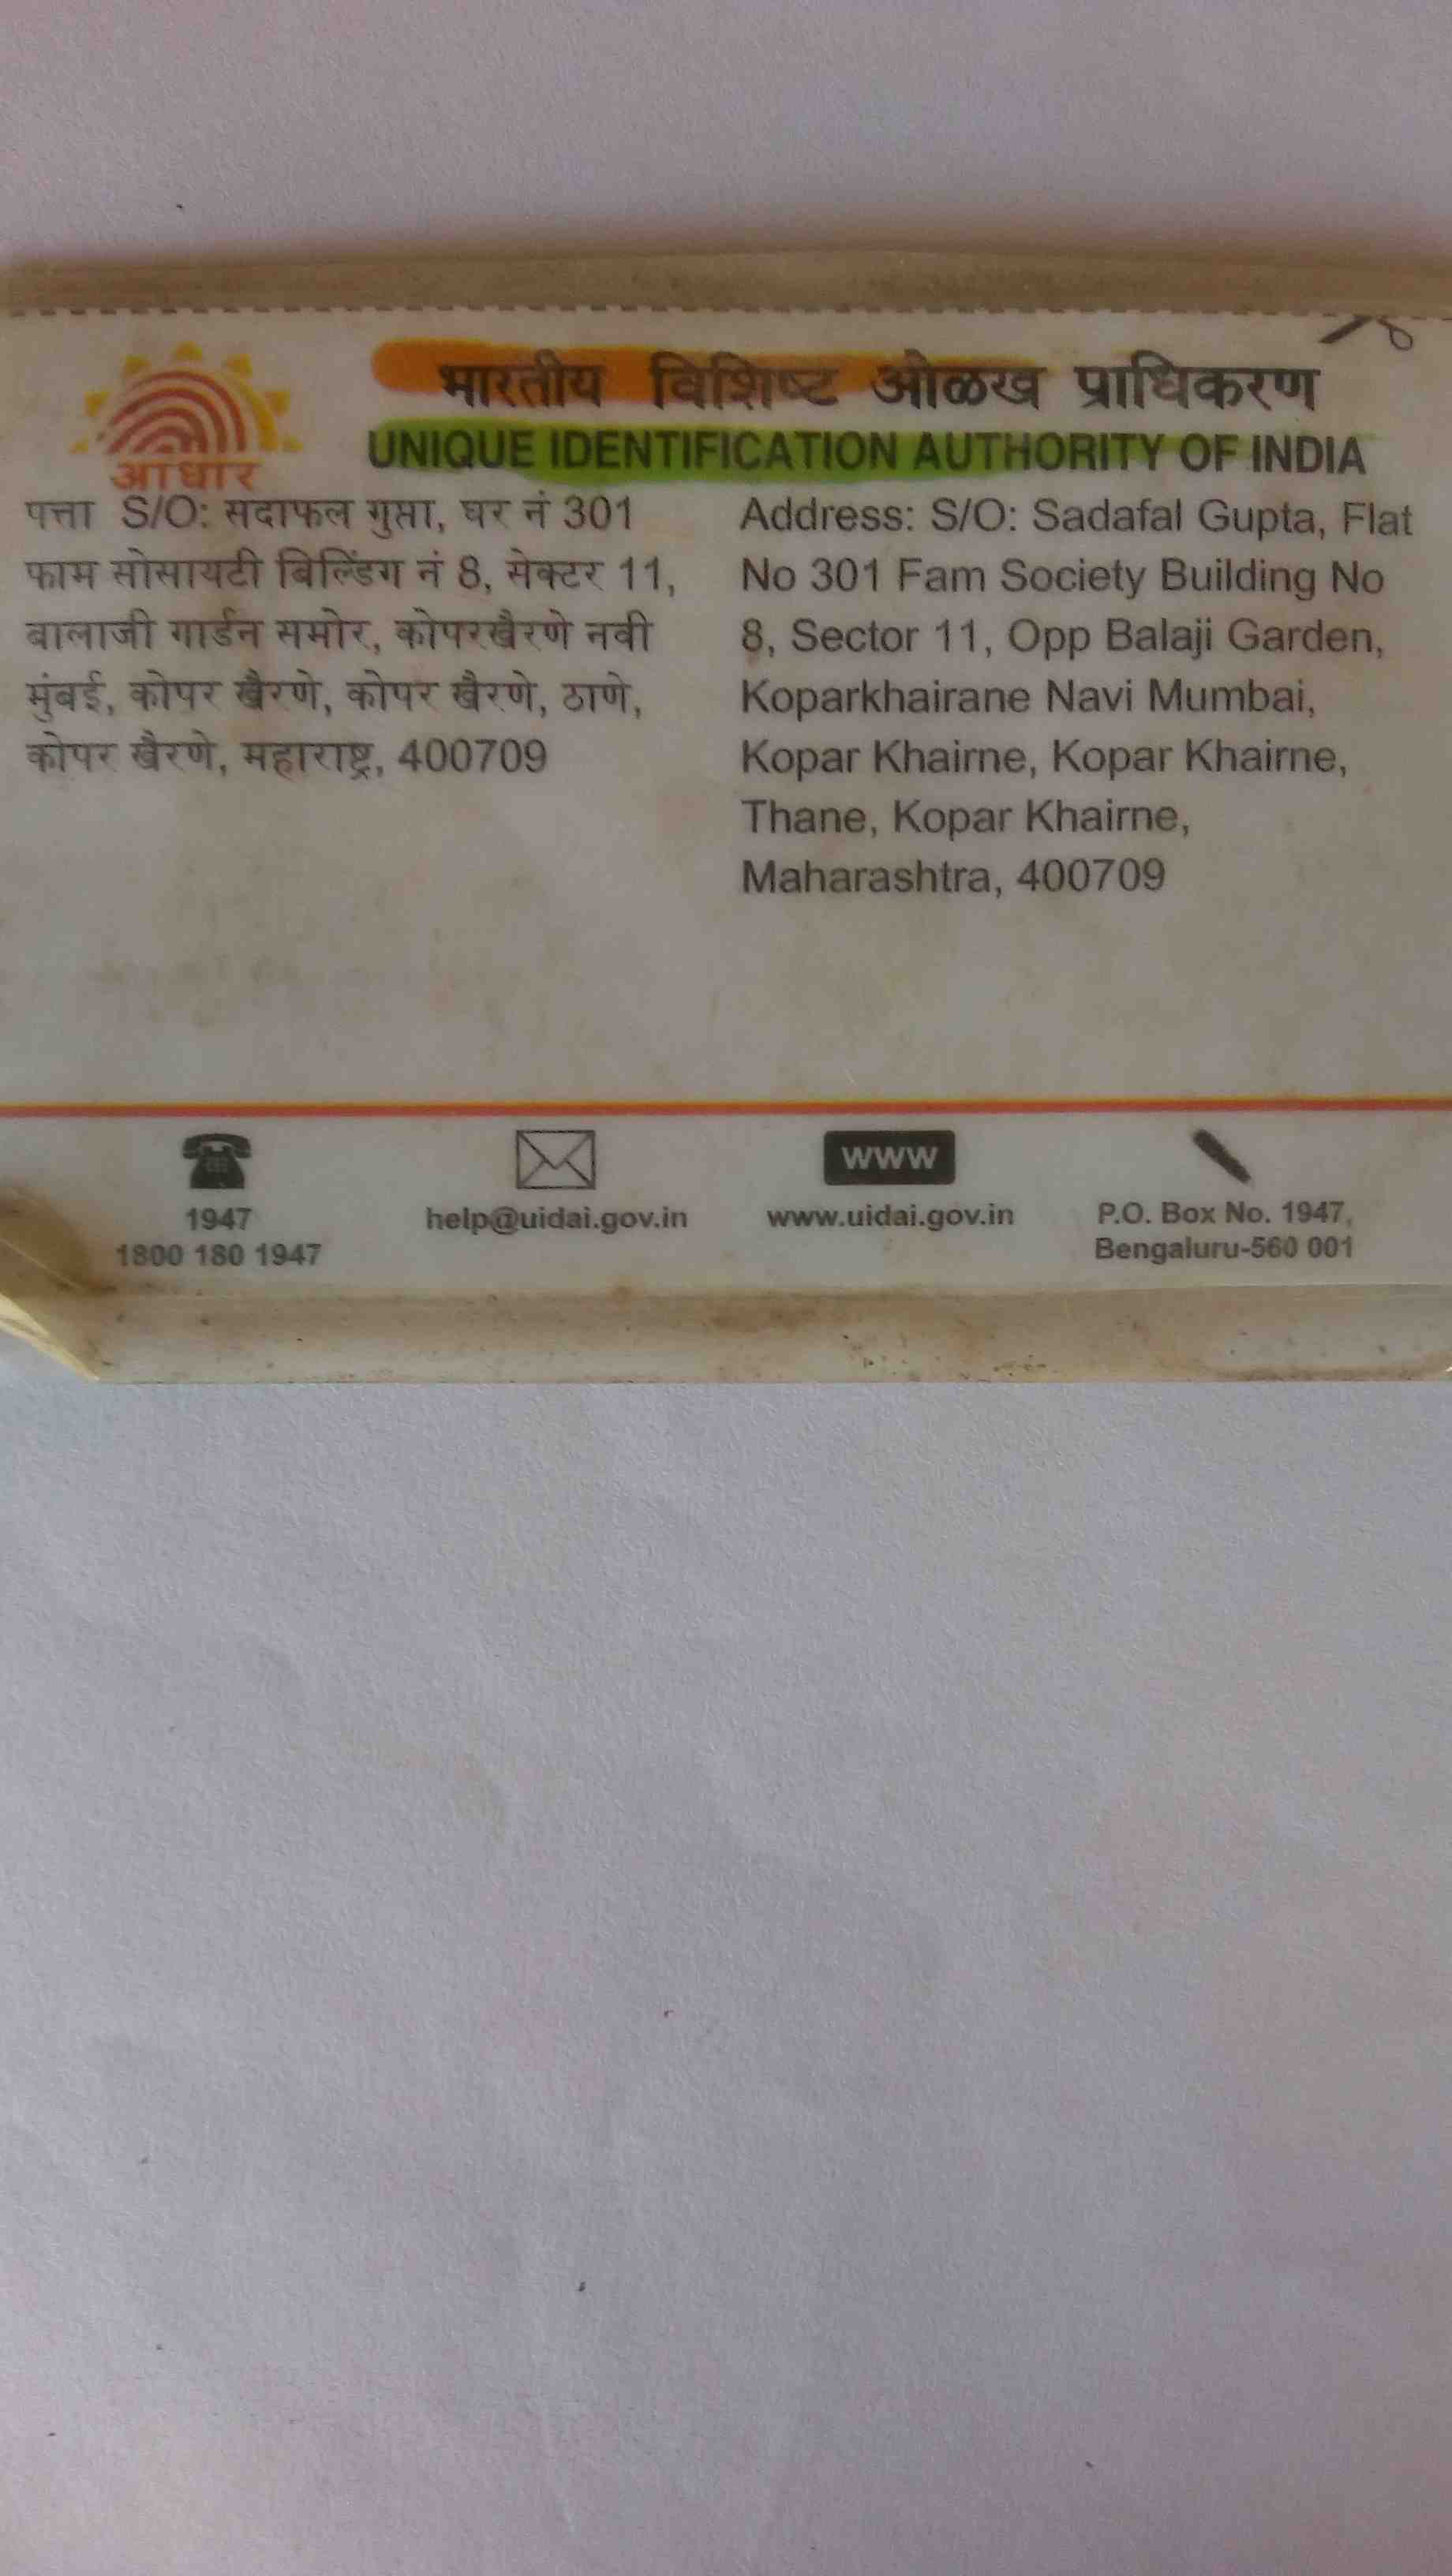 भारतीय विशिष्ट ओळख प्राधिकरण
UNIQUE IDENTIFICATION AUTHORITY OF INDIA
आधार
पत्ता S/O: सदाफल गुप्ता, घर नं 301
फाम सोसायटी बिल्डिंग नं 8, सेक्टर 11,
बालाजी गार्डन समोर, कोपरखैरणे नवी
मुंबई, कोपर खैरणे, कोपर खैरणे, ठाणे,
कोपर खैरणे, महाराष्ट्र, 400709
Address: S/O: Sadafal Gupta, Flat
No 301 Fam Society Building No
8, Sector 11, Opp Balaji Garden,
Koparkhairane Navi Mumbai,
Kopar Khairne, Kopar Khairne,
Thane, Kopar Khairne,
Maharashtra, 400709
1947
1800 180 1947
help@uidai.gov.in
www
www.uidai.gov.in
P.O. Box No. 1947,
Bengaluru-560 001